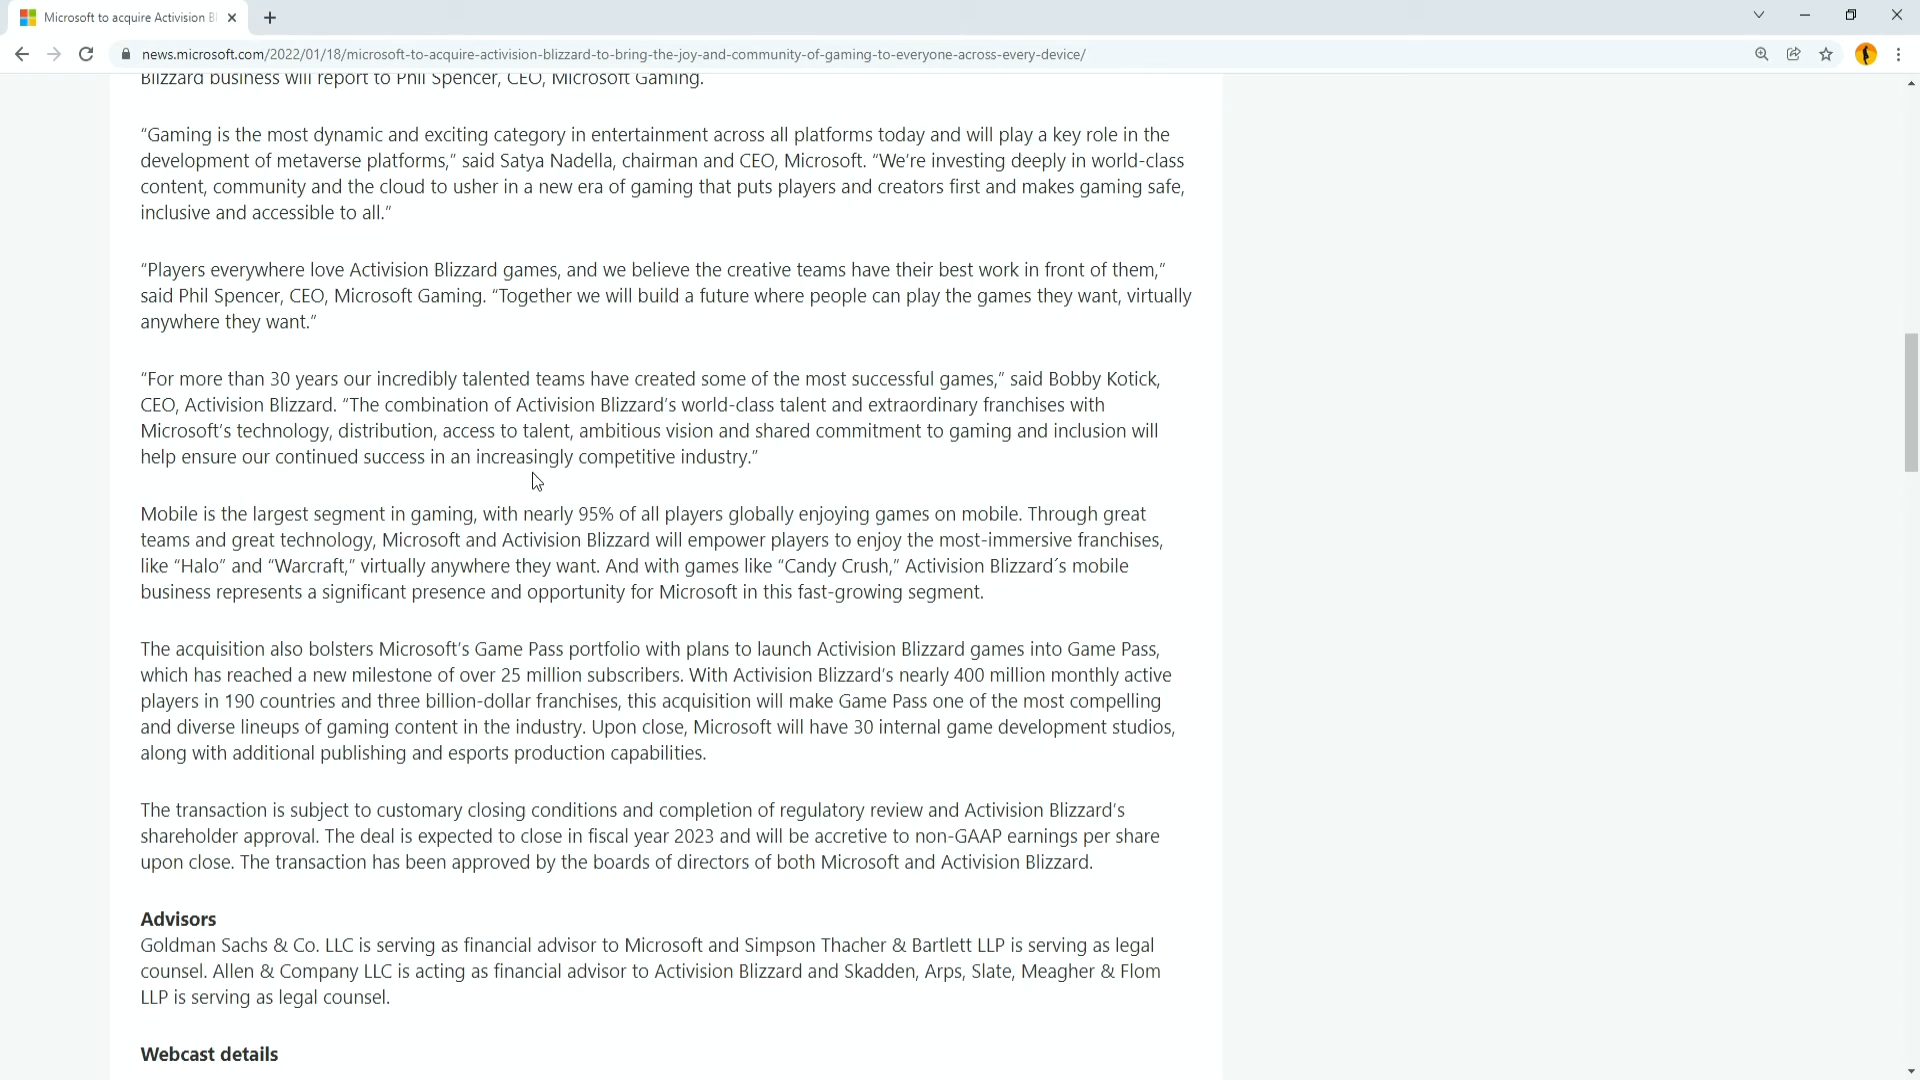 Microsoft to acquire Activision Bl
news.microsoft.com/2022/01/18/microsoft-to-acquire-activision-blizzard-to-bring-the-joy-and-community-of-gaming-to-everyone-across-every-device/
Blizzard business will report to Phil Spencer, CEO, Microsoft Gaming.
“Gaming is the most dynamic and exciting category in entertainment across all platforms today and will play a key role in the
development of metaverse platforms,” said Satya Nadella, chairman and CEO, Microsoft. “We’re investing deeply in world-class
content, community and the cloud to usher in a new era of gaming that puts players and creators first and makes gaming safe,
inclusive and accessible to all.”
“Players everywhere love Activision Blizzard games, and we believe the creative teams have their best work in front of them,”
said Phil Spencer, CEO, Microsoft Gaming. “Together we will build a future where people can play the games they want, virtually
anywhere they want.”
“For more than 30 years our incredibly talented teams have created some of the most successful games,” said Bobby Kotick,
CEO, Activision Blizzard. “The combination of Activision Blizzard’s world-class talent and extraordinary franchises with
Microsoft’s technology, distribution, access to talent, ambitious vision and shared commitment to gaming and inclusion will
help ensure our continued success in an increasingly competitive industry.”
Mobile is the largest segment in gaming, with nearly 95% of all players globally enjoying games on mobile. Through great
teams and great technology, Microsoft and Activision Blizzard will empower players to enjoy the most-immersive franchises,
like “Halo” and “Warcraft,” virtually anywhere they want. And with games like “Candy Crush,” Activision Blizzard´s mobile
business represents a significant presence and opportunity for Microsoft in this fast-growing segment.
The acquisition also bolsters Microsoft’s Game Pass portfolio with plans to launch Activision Blizzard games into Game Pass,
which has reached a new milestone of over 25 million subscribers. With Activision Blizzard’s nearly 400 million monthly active
players in 190 countries and three billion-dollar franchises, this acquisition will make Game Pass one of the most compelling
and diverse lineups of gaming content in the industry. Upon close, Microsoft will have 30 internal game development studios,
along with additional publishing and esports production capabilities.
The transaction is subject to customary closing conditions and completion of regulatory review and Activision Blizzard’s
shareholder approval. The deal is expected to close in fiscal year 2023 and will be accretive to non-GAAP earnings per share
upon close. The transaction has been approved by the boards of directors of both Microsoft and Activision Blizzard.
Advisors
Goldman Sachs & Co. LLC is serving as financial advisor to Microsoft and Simpson Thacher & Bartlett LLP is serving as legal
counsel. Allen & Company LLC is acting as financial advisor to Activision Blizzard and Skadden, Arps, Slate, Meagher & Flom
LLP is serving as legal counsel.
Webcast details